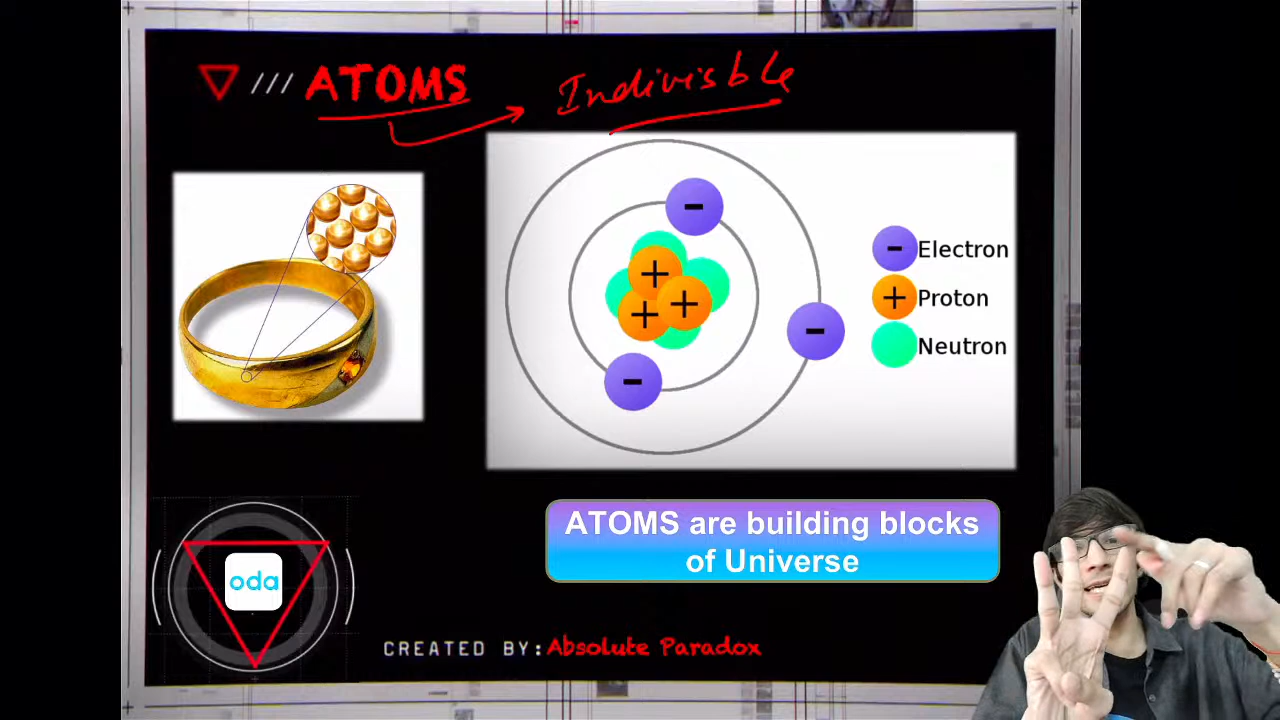 /// ATOMS
Indivisble
-
-
-
+
+
+
- Electron
+ Proton
Neutron
ATOMS are building blocks
of Universe
oda
CREATED BY:Absolute Paradox